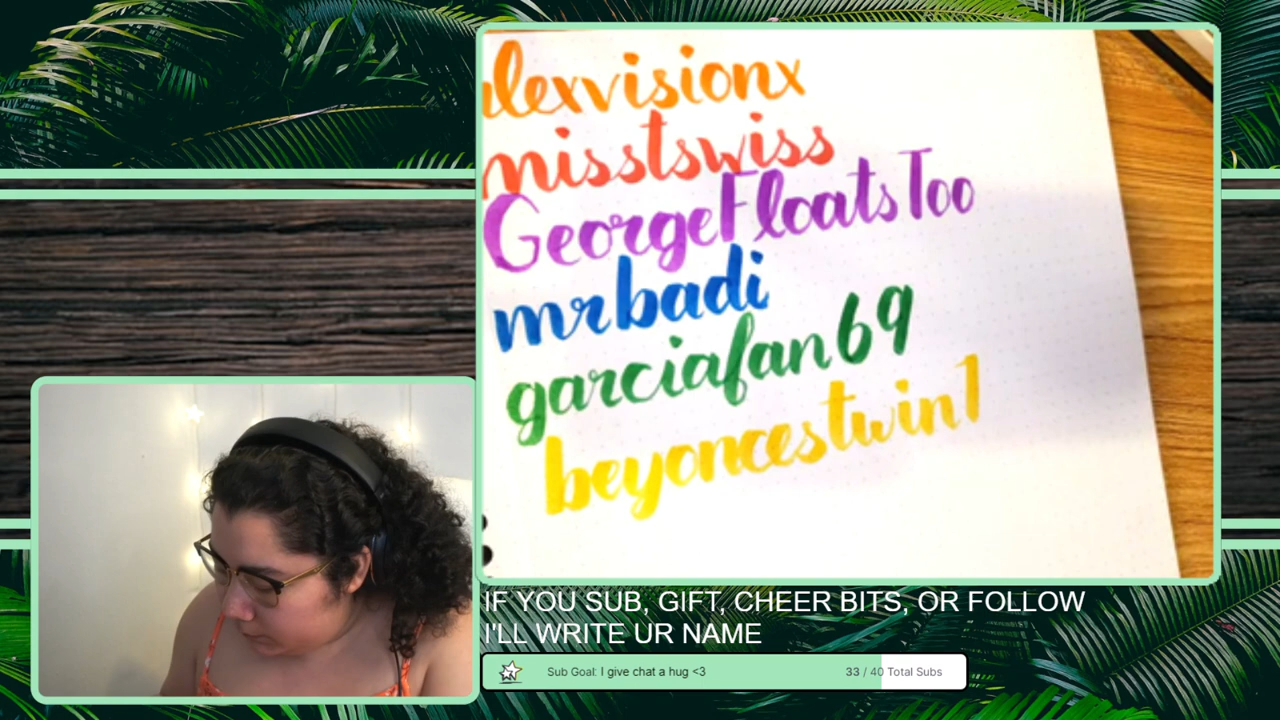 alexvisionx
misstswiss
GeorgeFloatsToo
mrbadi
garciafan69
beyoncestwin1
IF YOU SUB, GIFT, CHEER BITS, OR FOLLOW
I'LL WRITE UR NAME
Sub Goal: I give chat a hug <3 33 / 40 Total Subs